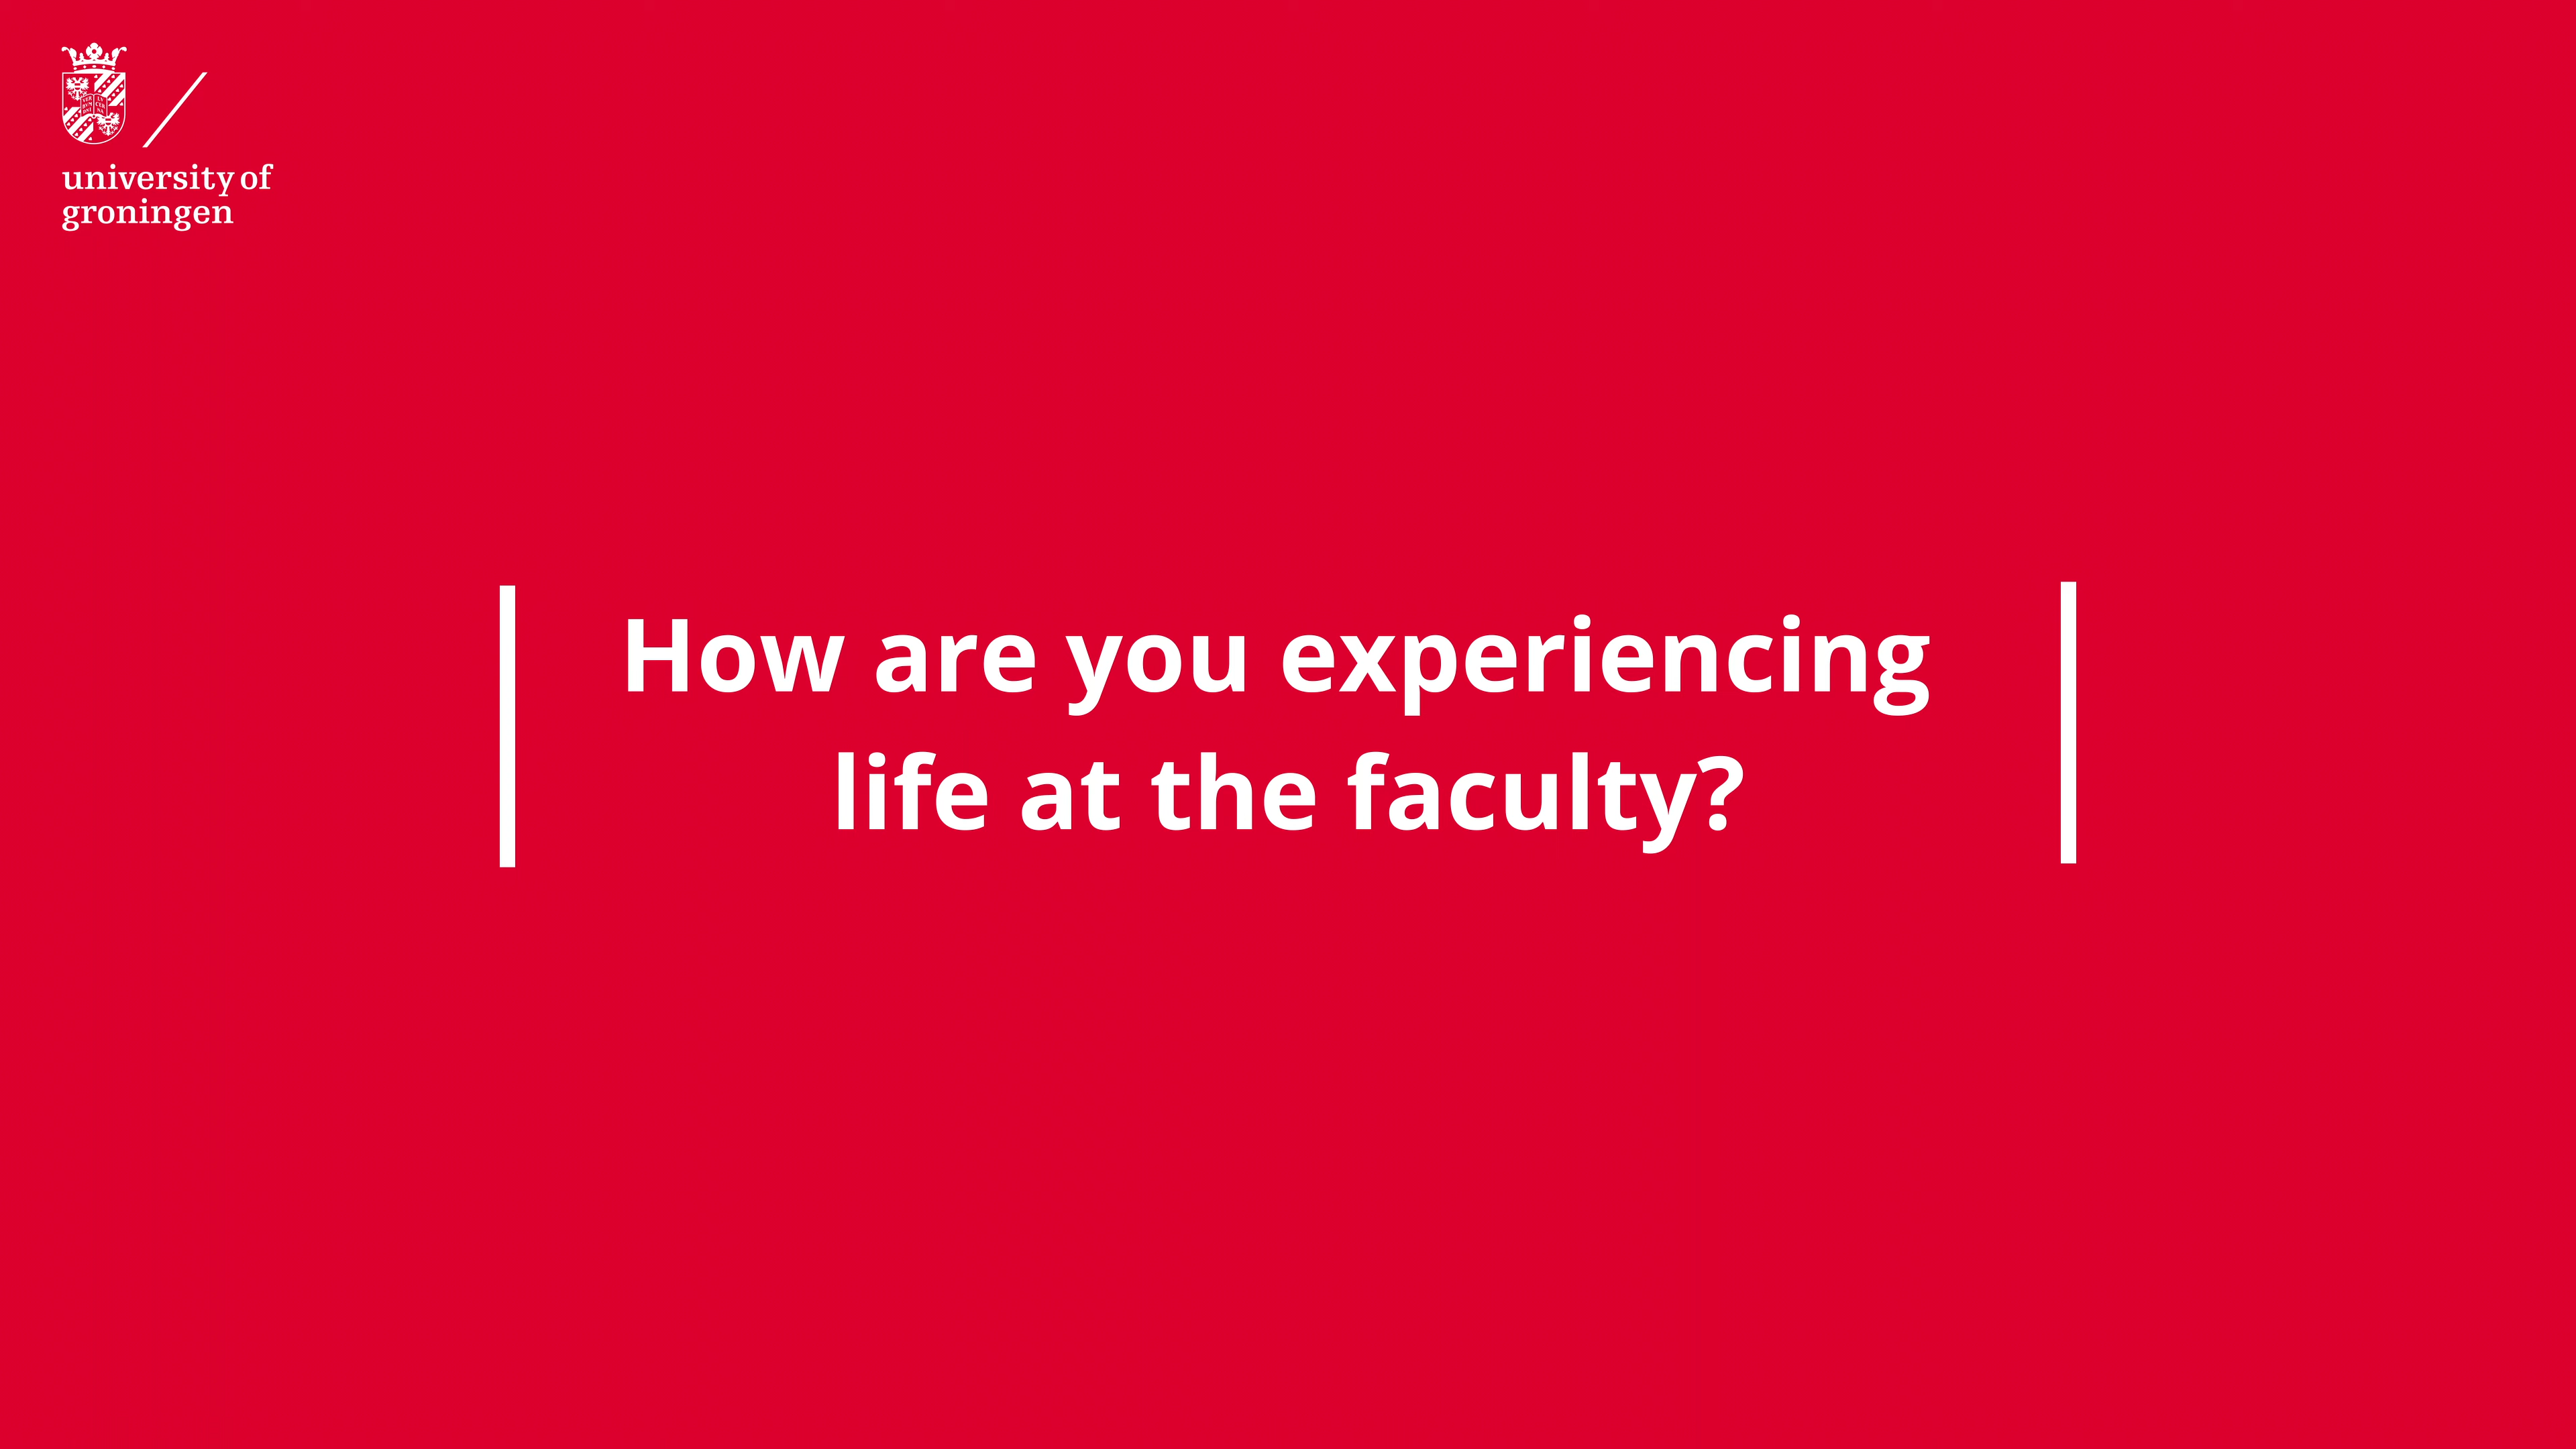 university of
groningen
How are you experiencing
life at the faculty?